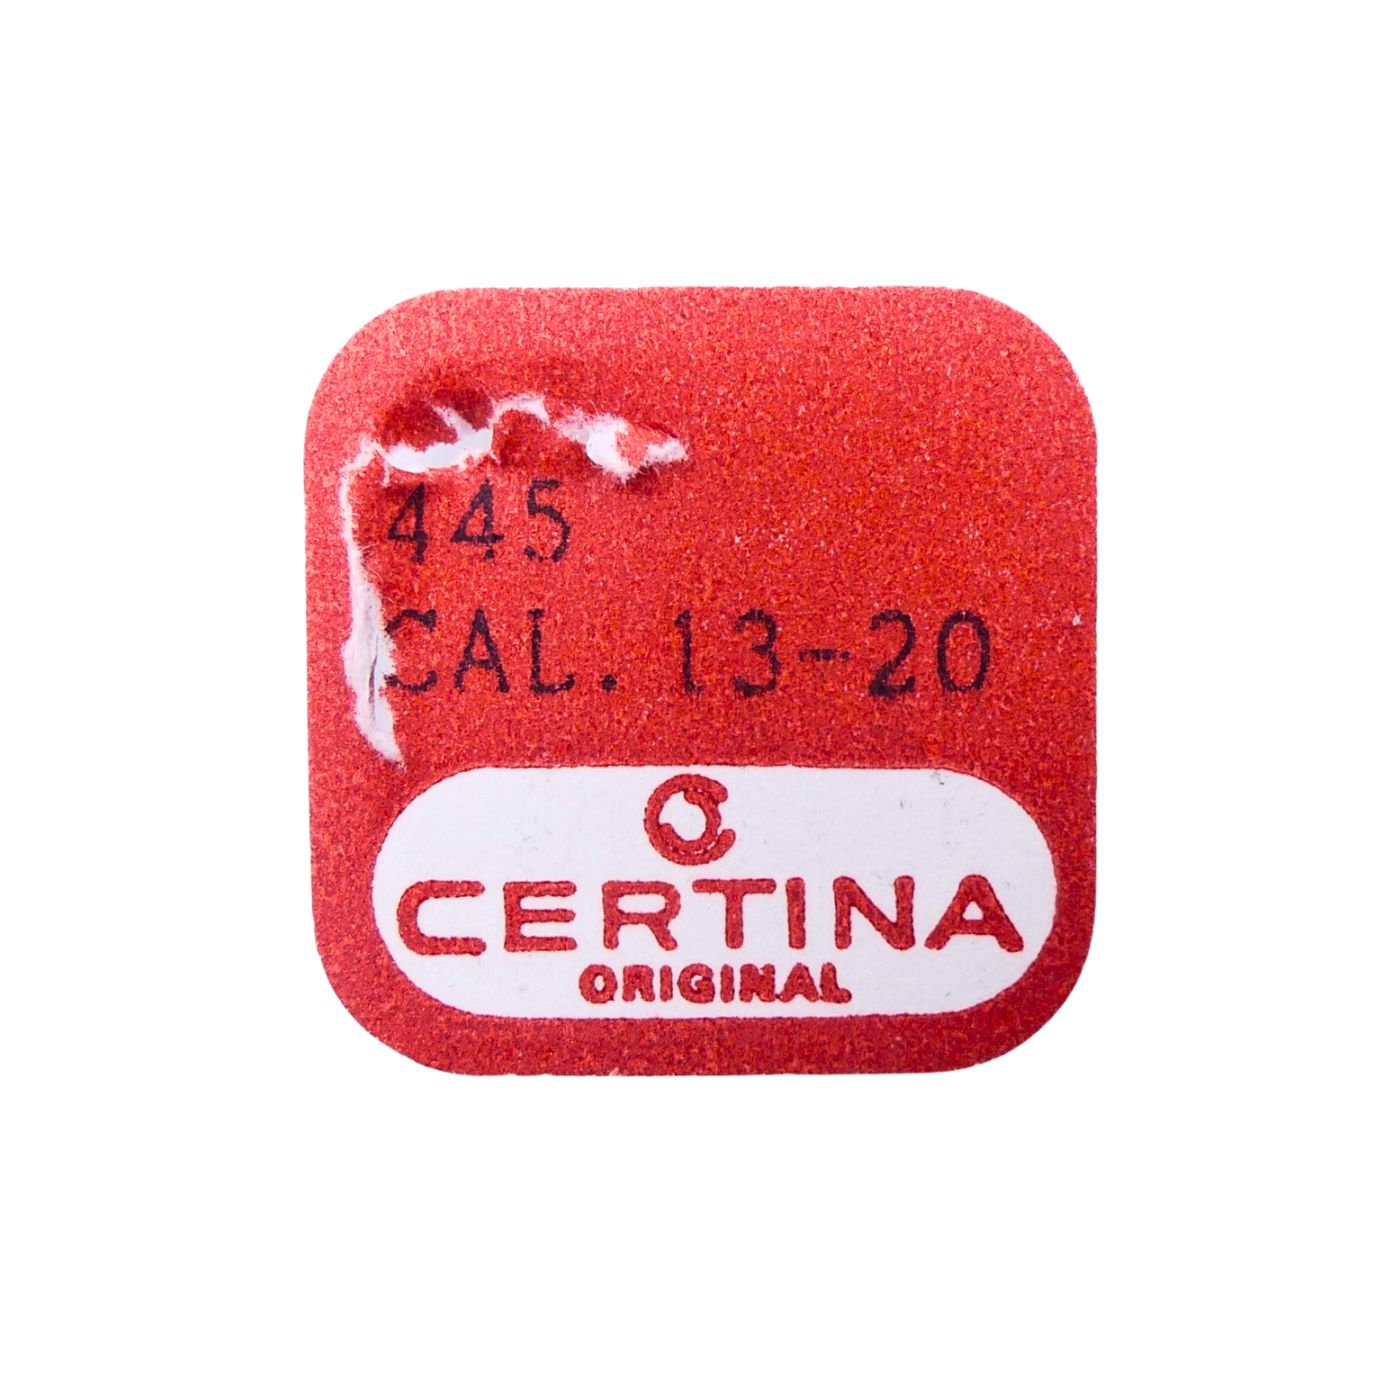 445
CAL. 13-20
CERTINA
ORIGINAL